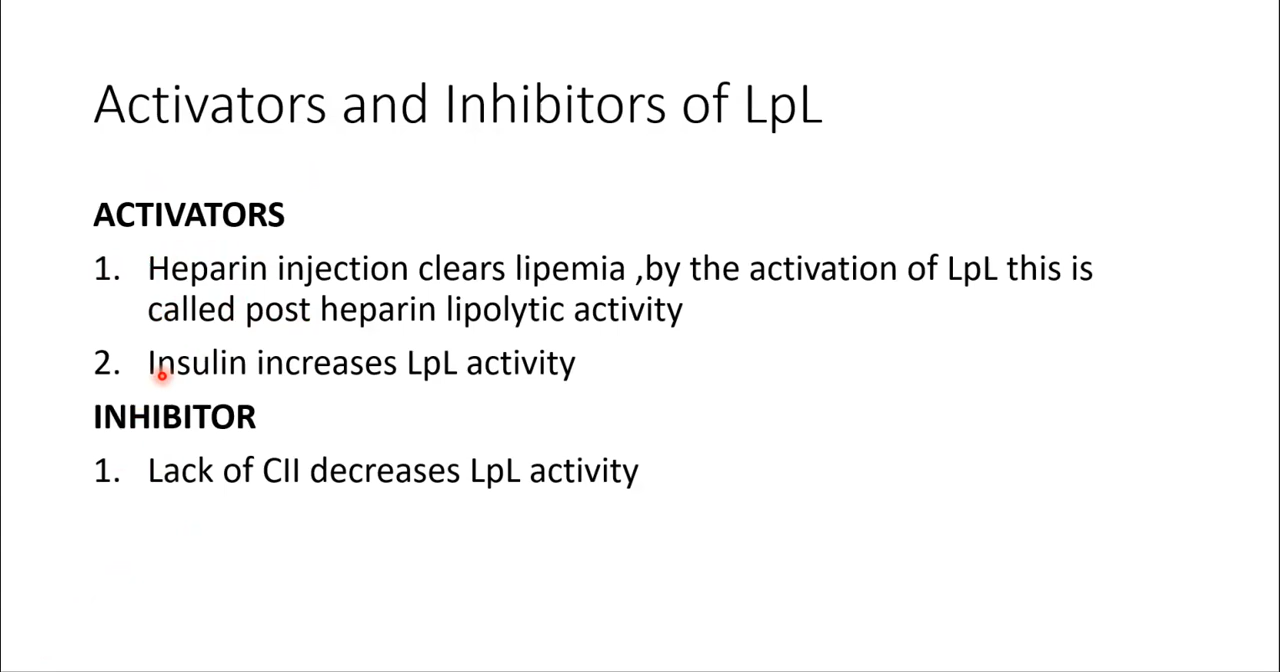 Activators and Inhibitors of LpL
ACTIVATORS
1. Heparin injection clears lipemia ,by the activation of LpL this is
called post heparin lipolytic activity
2. Insulin increases LpL activity
INHIBITOR
1. Lack of CII decreases LpL activity